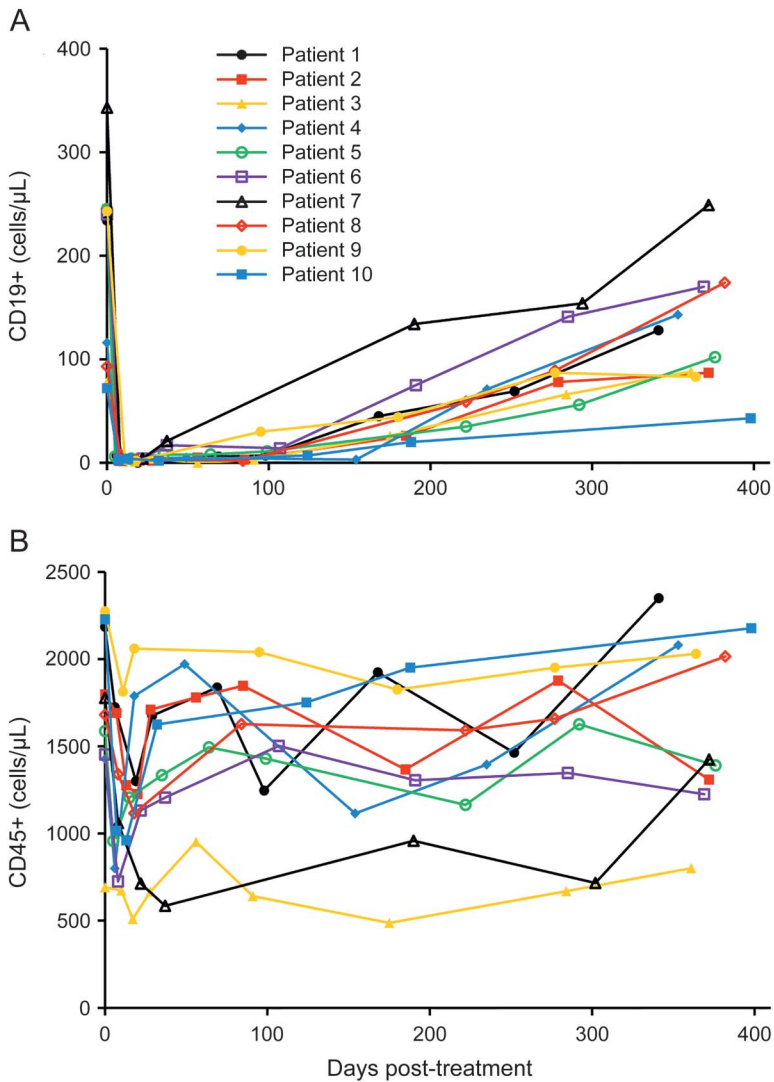 A
400
300
200
100
0
CD19+ (cells/μL)
Patient 1
Patient 2
Patient 3
Patient 4
Patient 5
Patient 6
Patient 7
Patient 8
Patient 9
Patient 10
0 100 200 300 400
B
2500
2000
1500
1000
500
0
CD45+ (cells/μL)
0 100 200 300 400
Days post-treatment